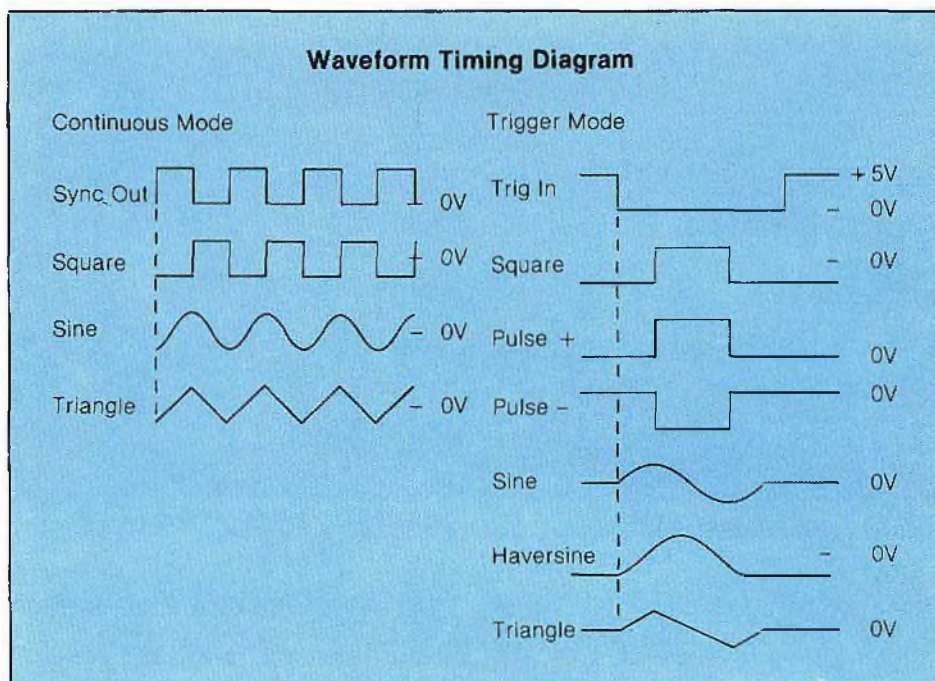 Waveform Timing Diagram
Continuous Mode
Sync Out 0V
Square 0V
Sine 0V
Triangle 0V
Trigger Mode
Trig In +5V
0V
Square 0V
Pulse + 0V
Pulse − 0V
Sine 0V
Haversine 0V
Triangle 0V